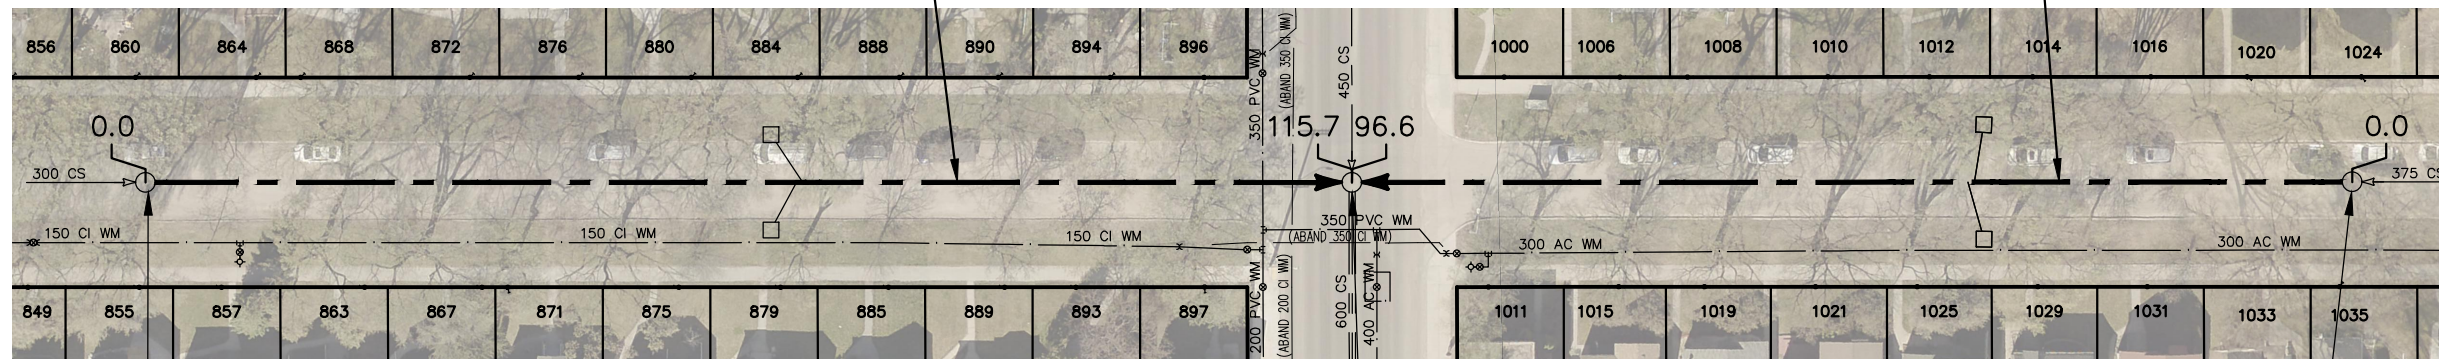 856 860 864 868 872 876 880 884 888 890 894 896
1000 1006 1008 1010 1012 1014 1016 1020 1024
350 PVC WM
(ABAND 350 CI WM)
450 CS
0.0
115.7 96.6
0.0
300 CS
375 CS
150 CI WM
150 CI WM
150 CI WM
350 PVC WM
(ABAND 350 CI WM)
300 AC WM
300 AC WM
200 PVC WM
(ABAND 200 CI WM)
600 CS
400 AC WM
849 855 857 863 867 871 875 879 885 889 893 897
1011 1015 1019 1021 1025 1029 1031 1033 1035